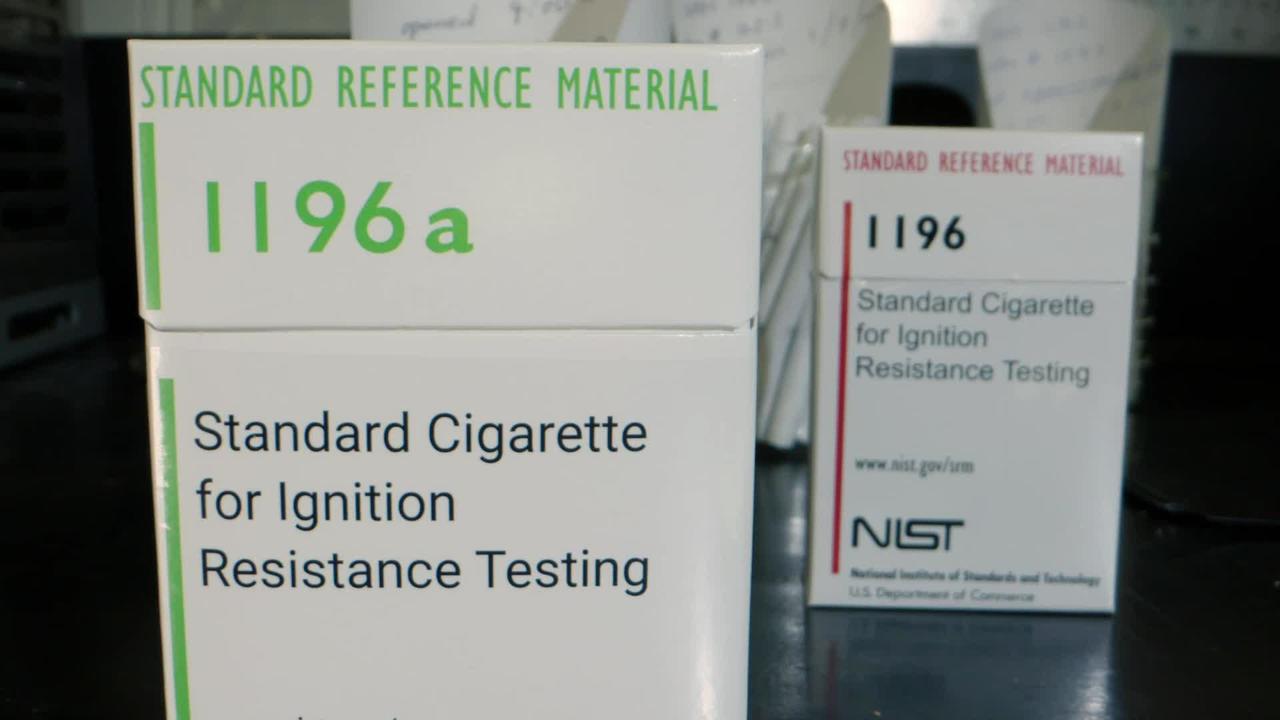 opened
STANDARD REFERENCE MATERIAL
1196a
Standard Cigarette
for Ignition
Resistance Testing
STANDARD REFERENCE MATERIAL
1196
Standard Cigarette
for Ignition
Resistance Testing
www.nist.gov/srm
NIST
National Institute of Standards and Technology
U.S. Department of Commerce